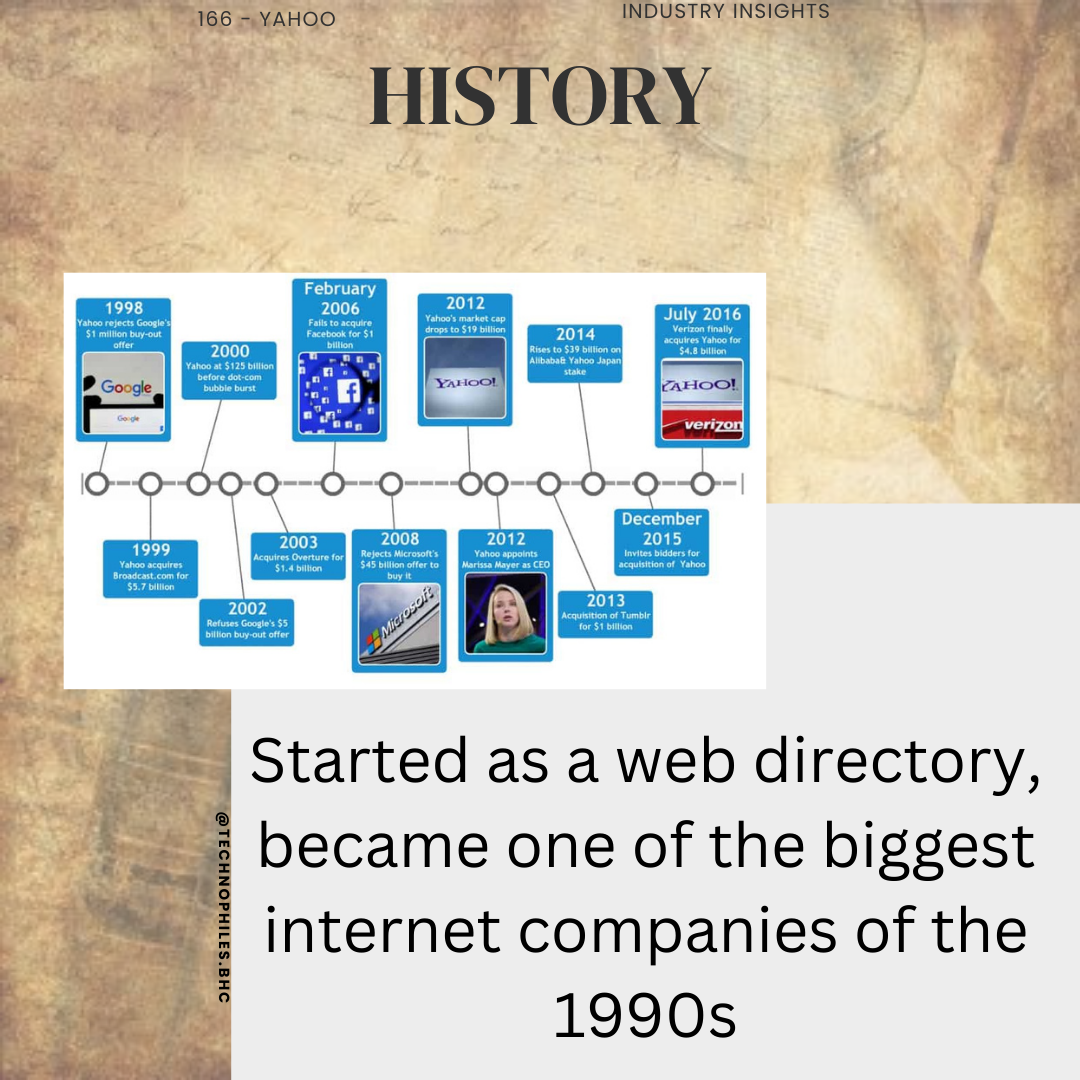 166 - YAHOO
INDUSTRY INSIGHTS
HISTORY
1998
Yahoo rejects Google's
$1 million buy-out
offer
Google
Google
2000
Yahoo at $125 billion
before dot-com
bubble burst
February
2006
Fails to acquire
Facebook for $1
billion
2012
Yahoo's market cap
drops to $19 billion
YAHOO!
2014
Rises to $39 billion on
Alibaba& Yahoo Japan
stake
July 2016
Verizon finally
acquires Yahoo for
$4.8 billion
YAHOO!
verizon
1999
Yahoo acquires
Broadcast.com for
$5.7 billion
2002
Refuses Google's $5
billion buy-out offer
2003
Acquires Overture for
$1.4 billion
2008
Rejects Microsoft's
$45 billion offer to
buy it
Microsoft
2012
Yahoo appoints
Marissa Mayer as CEO
2013
Acquisition of Tumblr
for $1 billion
December
2015
Invites bidders for
acquisition of Yahoo
Started as a web directory,
became one of the biggest
internet companies of the
1990s
@TECHNOPHILES.BHC